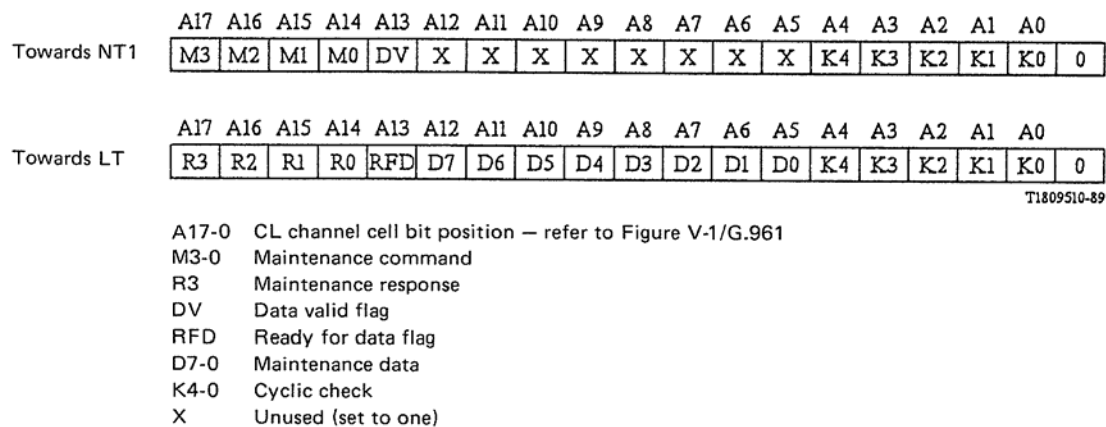 A17 A16 A15 A14 A13 A12 A11 A10 A9 A8 A7 A6 A5 A4 A3 A2 A1 A0
Towards NT1 M3 M2 M1 M0 DV X X X X X X X X K4 K3 K2 K1 K0 0
A17 A16 A15 A14 A13 A12 A11 A10 A9 A8 A7 A6 A5 A4 A3 A2 A1 A0
Towards LT R3 R2 R1 R0 RFD D7 D6 D5 D4 D3 D2 D1 D0 K4 K3 K2 K1 K0 0
T1809510-89
A17-0 CL channel cell bit position — refer to Figure V-1/G.961
M3-0 Maintenance command
R3 Maintenance response
DV Data valid flag
RFD Ready for data flag
D7-0 Maintenance data
K4-0 Cyclic check
X Unused (set to one)